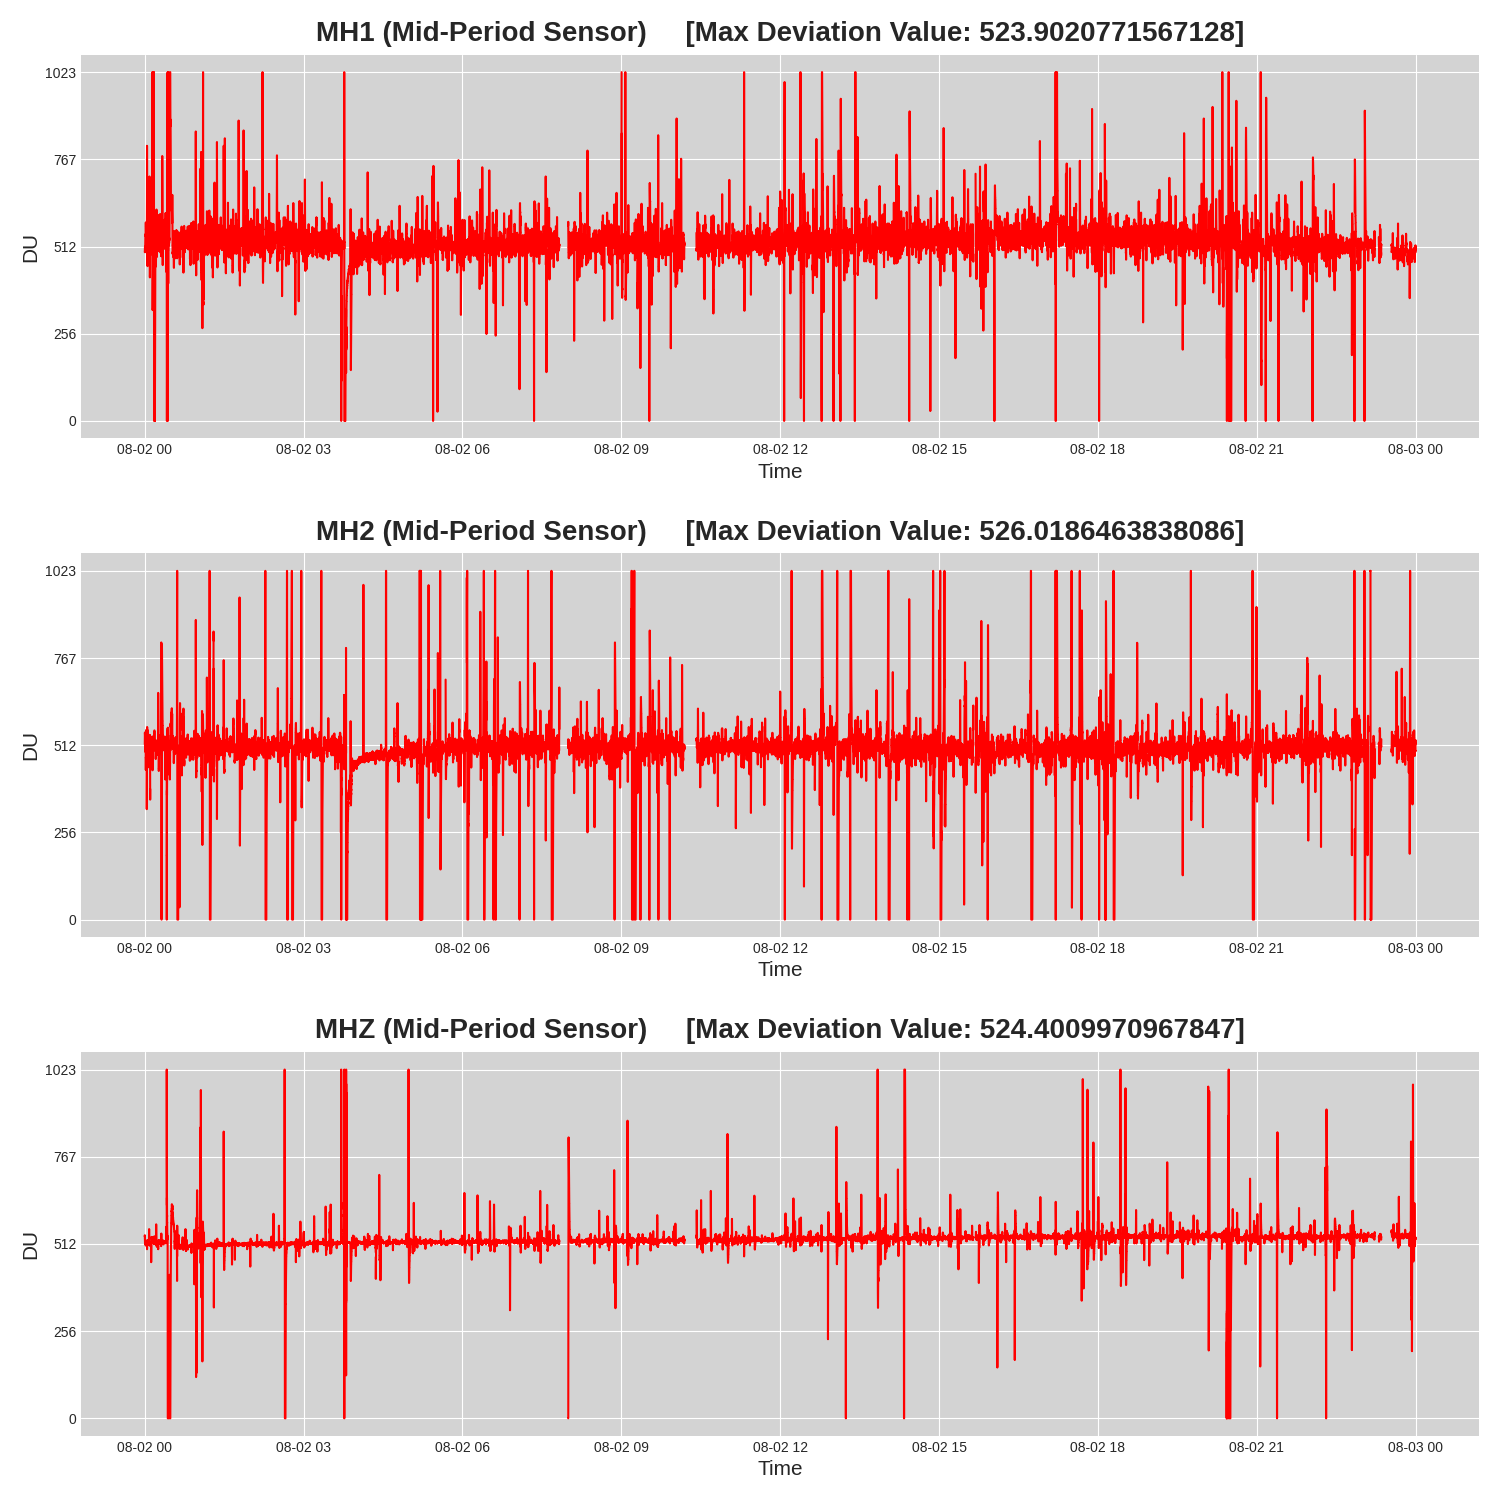 MH1 (Mid-Period Sensor) [Max Deviation Value: 523.9020771567128]
1023
767
512
256
0
DU
08-02 00 08-02 03 08-02 06 08-02 09 08-02 12 08-02 15 08-02 18 08-02 21 08-03 00
Time
MH2 (Mid-Period Sensor) [Max Deviation Value: 526.0186463838086]
1023
767
512
256
0
DU
08-02 00 08-02 03 08-02 06 08-02 09 08-02 12 08-02 15 08-02 18 08-02 21 08-03 00
Time
MHZ (Mid-Period Sensor) [Max Deviation Value: 524.4009970967847]
1023
767
512
256
0
DU
08-02 00 08-02 03 08-02 06 08-02 09 08-02 12 08-02 15 08-02 18 08-02 21 08-03 00
Time